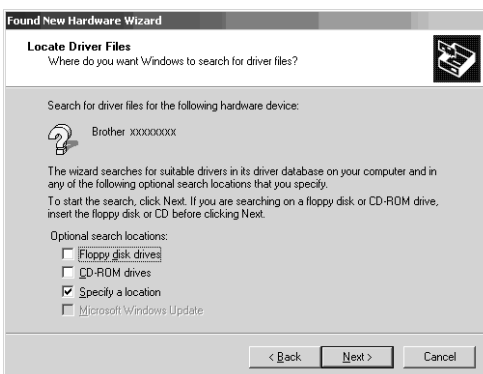 Found New Hardware Wizard
Locate Driver Files
Where do you want Windows to search for driver files?
Search for driver files for the following hardware device:
Brother xxxxxxxx
The wizard searches for suitable drivers in its driver database on your computer and in
any of the following optional search locations that you specify.
To start the search, click Next. If you are searching on a floppy disk or CD-ROM drive,
insert the floppy disk or CD before clicking Next.
Optional search locations:
Floppy disk drives
CD-ROM drives
Specify a location
Microsoft Windows Update
< Back Next > Cancel